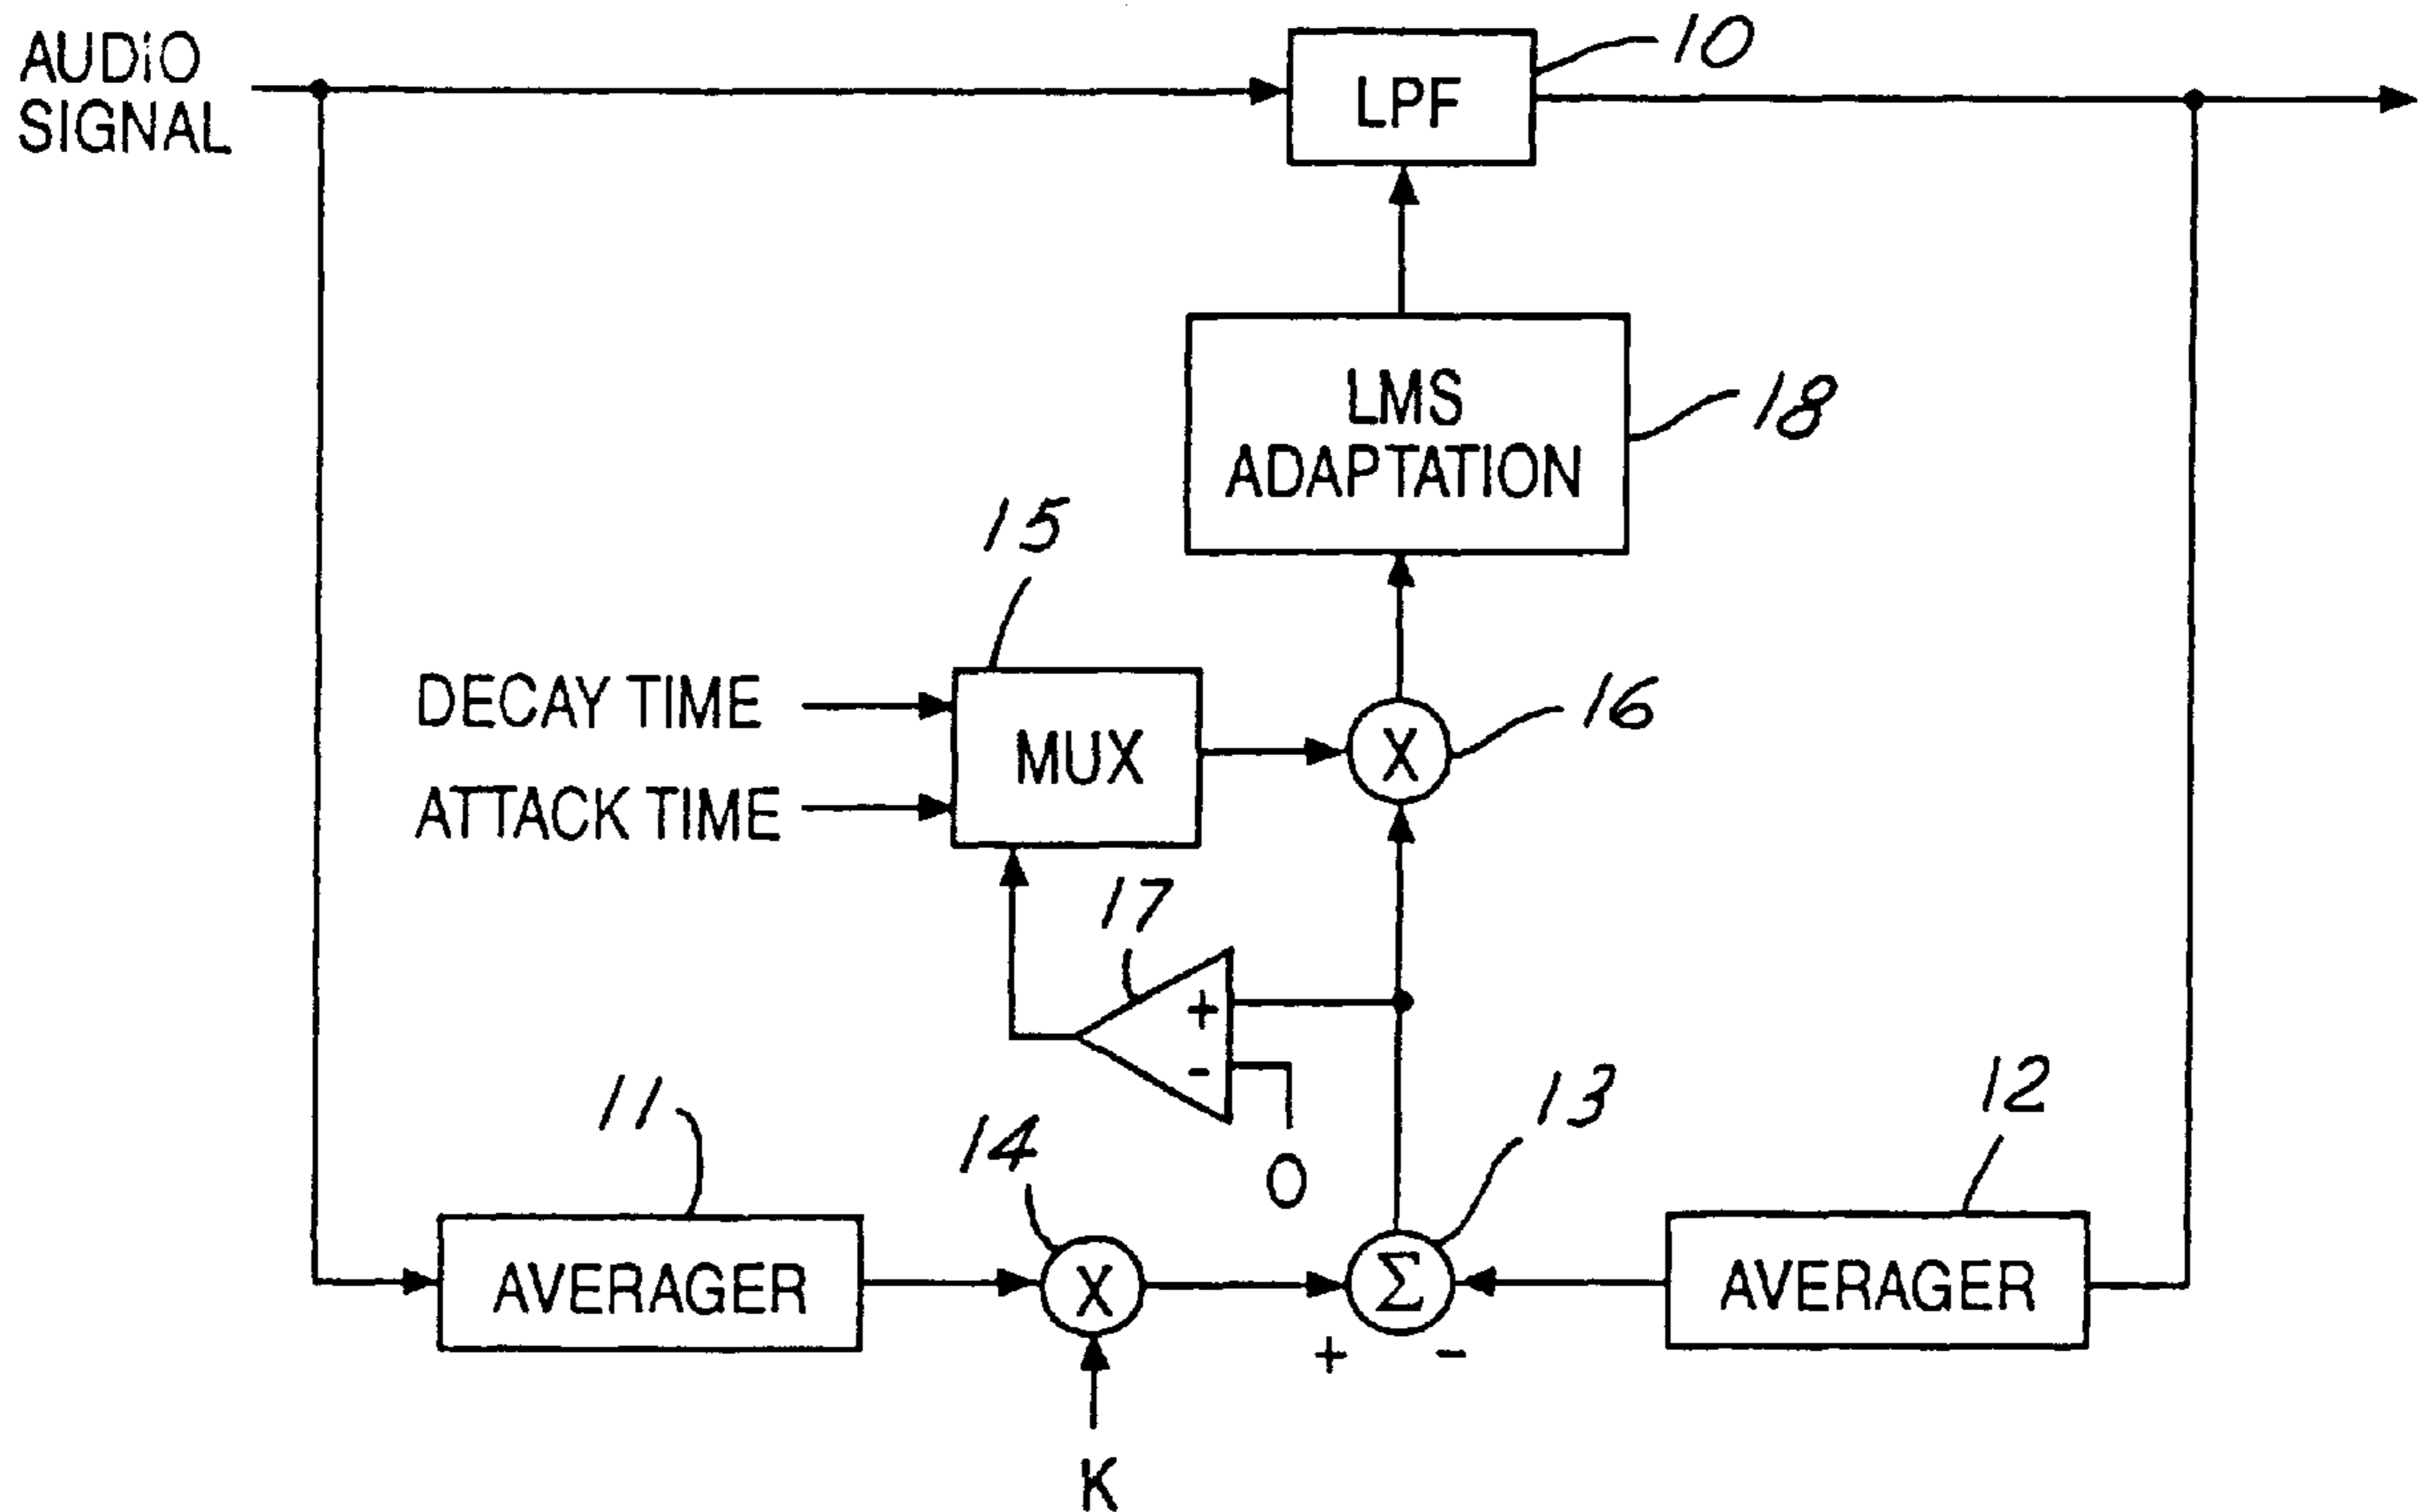 AUDIO
SIGNAL
LPF
10
LMS
ADAPTATION
18
15
DECAY TIME
ATTACK TIME
MUX
X
16
17
+
-
0
11
14
13
12
AVERAGER
X
Σ
AVERAGER
+
-
K